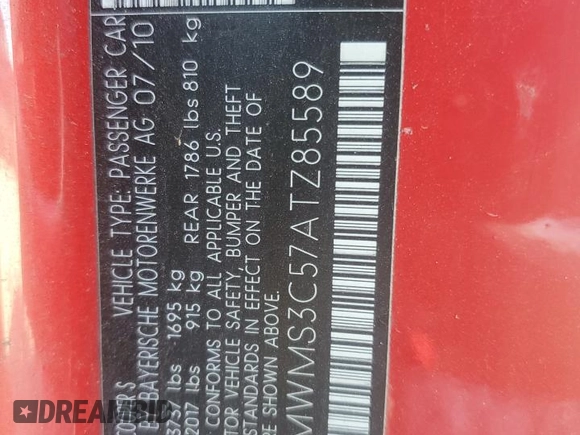 VEHICLE TYPE: PASSENGER CAR
BAYERISCHE MOTORENWERKE AG 07/10
lbs 1695 kg
2017 lbs 915 kg REAR 1786 lbs 810 kg
CONFORMS TO ALL APPLICABLE U.S.
VEHICLE SAFETY, BUMPER AND THEFT
STANDARDS IN EFFECT ON THE DATE OF
SHOWN ABOVE.
WMWMS3C57ATZ85589
DREAMBID